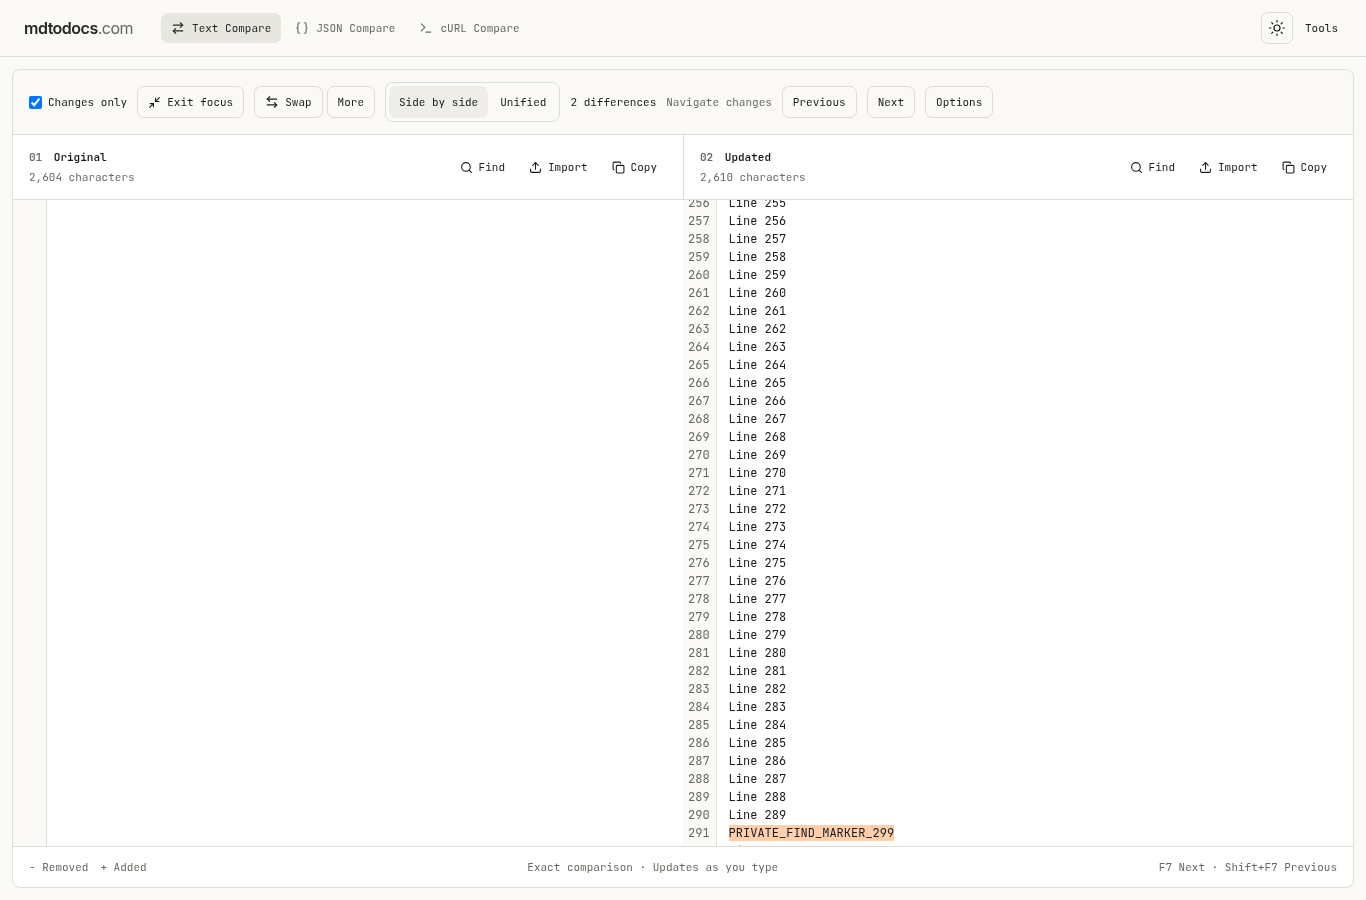 mdtodocs.com
Text Compare
JSON Compare
cURL Compare
Tools
Changes only
Exit focus
Swap
More
Side by side
Unified
2 differences
Navigate changes
Previous
Next
Options
01 Original
2,604 characters
Find
Import
Copy
02 Updated
2,610 characters
Find
Import
Copy
256 Line 255
257 Line 256
258 Line 257
259 Line 258
260 Line 259
261 Line 260
262 Line 261
263 Line 262
264 Line 263
265 Line 264
266 Line 265
267 Line 266
268 Line 267
269 Line 268
270 Line 269
271 Line 270
272 Line 271
273 Line 272
274 Line 273
275 Line 274
276 Line 275
277 Line 276
278 Line 277
279 Line 278
280 Line 279
281 Line 280
282 Line 281
283 Line 282
284 Line 283
285 Line 284
286 Line 285
287 Line 286
288 Line 287
289 Line 288
290 Line 289
291 PRIVATE_FIND_MARKER_299
- Removed + Added
Exact comparison · Updates as you type
F7 Next · Shift+F7 Previous